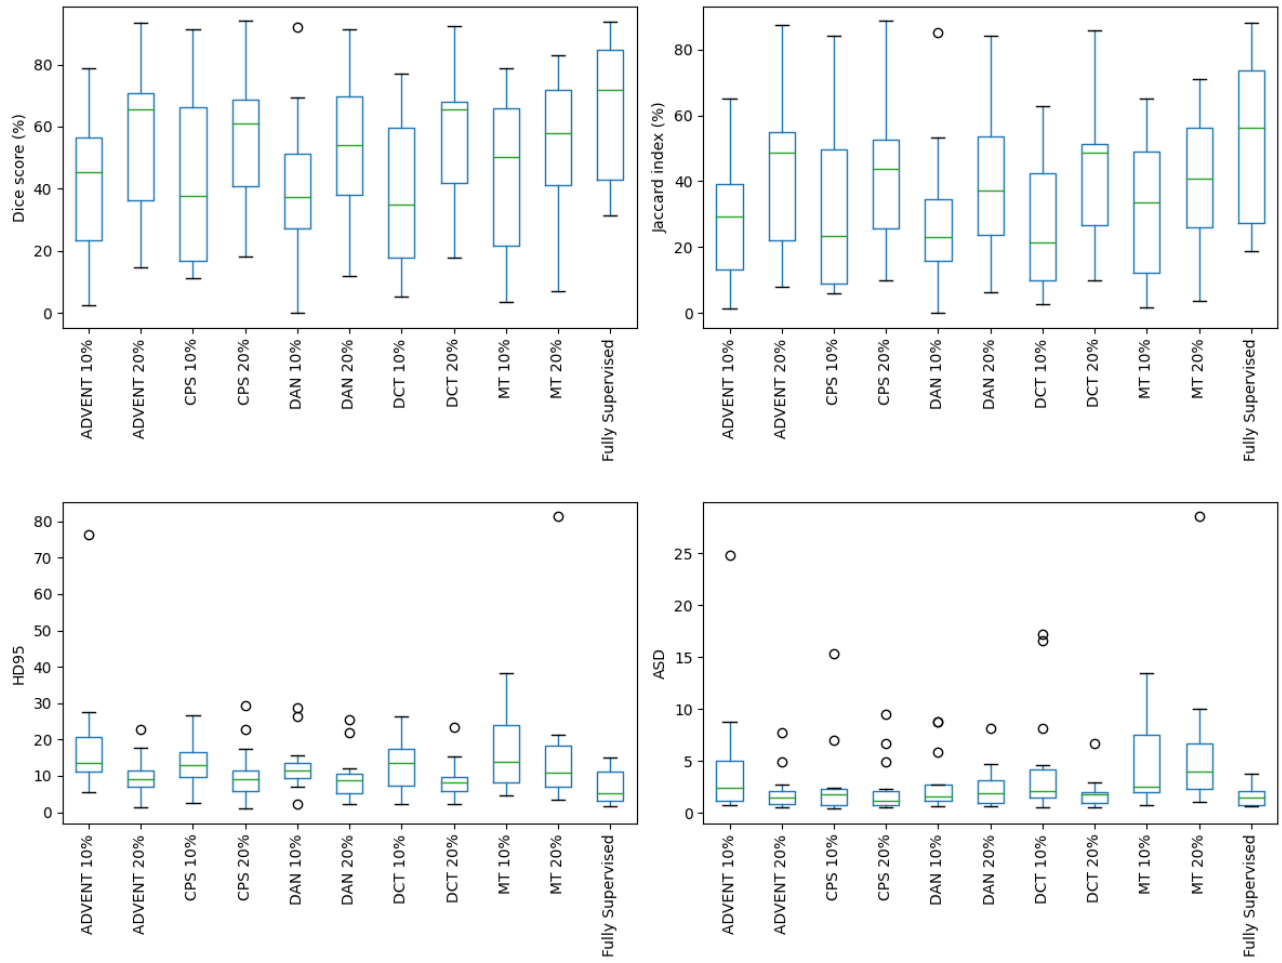 Dice score (%)
80
60
40
20
0
ADVENT 10%
ADVENT 20%
CPS 10%
CPS 20%
DAN 10%
DAN 20%
DCT 10%
DCT 20%
MT 10%
MT 20%
Fully Supervised
Jaccard index (%)
80
60
40
20
0
ADVENT 10%
ADVENT 20%
CPS 10%
CPS 20%
DAN 10%
DAN 20%
DCT 10%
DCT 20%
MT 10%
MT 20%
Fully Supervised
HD95
80
70
60
50
40
30
20
10
0
ADVENT 10%
ADVENT 20%
CPS 10%
CPS 20%
DAN 10%
DAN 20%
DCT 10%
DCT 20%
MT 10%
MT 20%
Fully Supervised
ASD
25
20
15
10
5
0
ADVENT 10%
ADVENT 20%
CPS 10%
CPS 20%
DAN 10%
DAN 20%
DCT 10%
DCT 20%
MT 10%
MT 20%
Fully Supervised